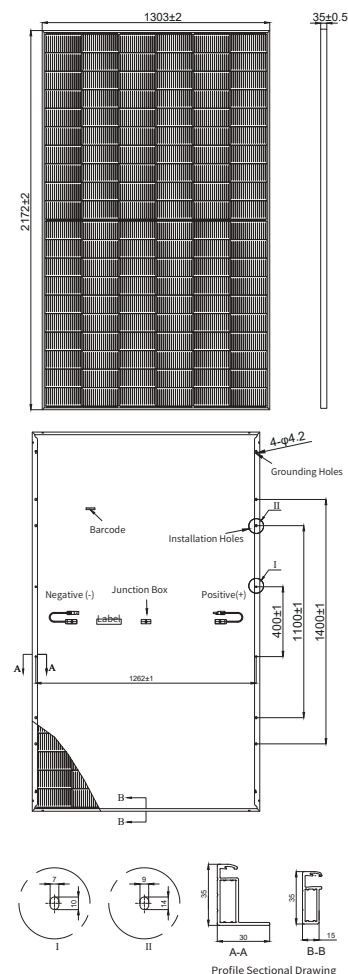 1303±2
35±0.5
2172±2
4-φ4.2
Grounding Holes
II
Barcode
Installation Holes
I
Negative (-)
Junction Box
Positive(+)
Label
400±1
1100±1
1400±1
A
A
1262±1
B
B
7
10
I
9
14
II
35
30
A-A
35
15
B-B
Profile Sectional Drawing